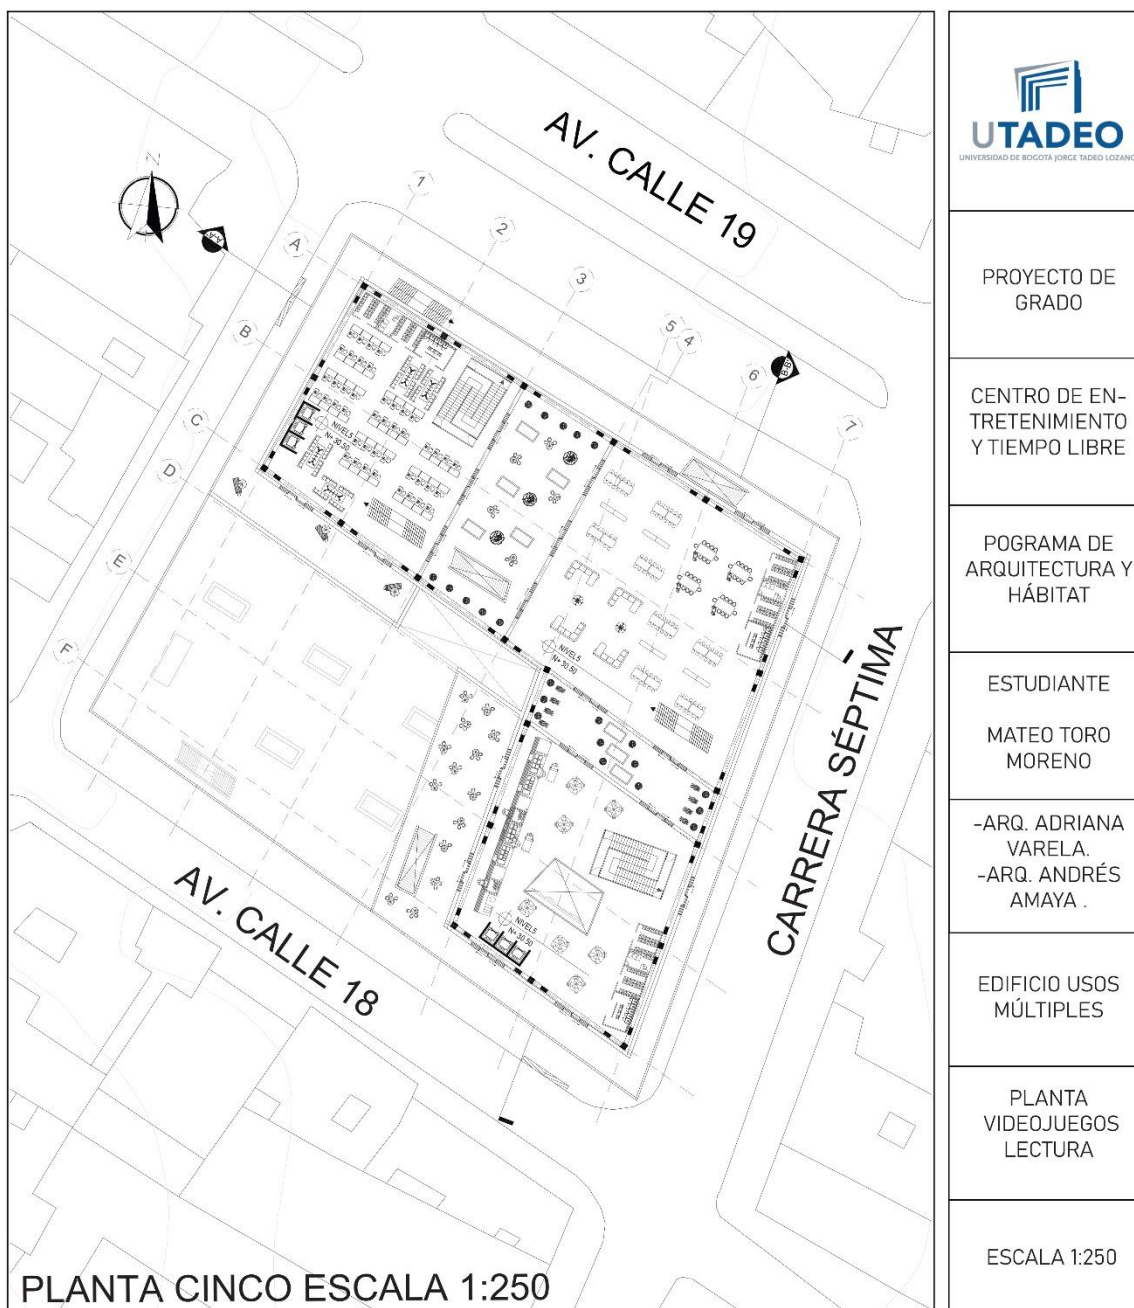 AV. CALLE 19
N
A-A'
1
2
3
5
4
6
7
B-B'
A
B
C
D
E
F
NIVEL5
N+ 30.50
NIVEL5
N+ 30.50
NIVEL5
N+ 30.50
CARRERA SÉPTIMA
AV. CALLE 18
PLANTA CINCO ESCALA 1:250
UTADEO
UNIVERSIDAD DE BOGOTÁ JORGE TADEO LOZANO
PROYECTO DE
GRADO
CENTRO DE EN-
TRETENIMIENTO
Y TIEMPO LIBRE
POGRAMA DE
ARQUITECTURA Y
HÁBITAT
ESTUDIANTE
MATEO TORO
MORENO
-ARQ. ADRIANA
VARELA.
-ARQ. ANDRÉS
AMAYA .
EDIFICIO USOS
MÚLTIPLES
PLANTA
VIDEOJUEGOS
LECTURA
ESCALA 1:250